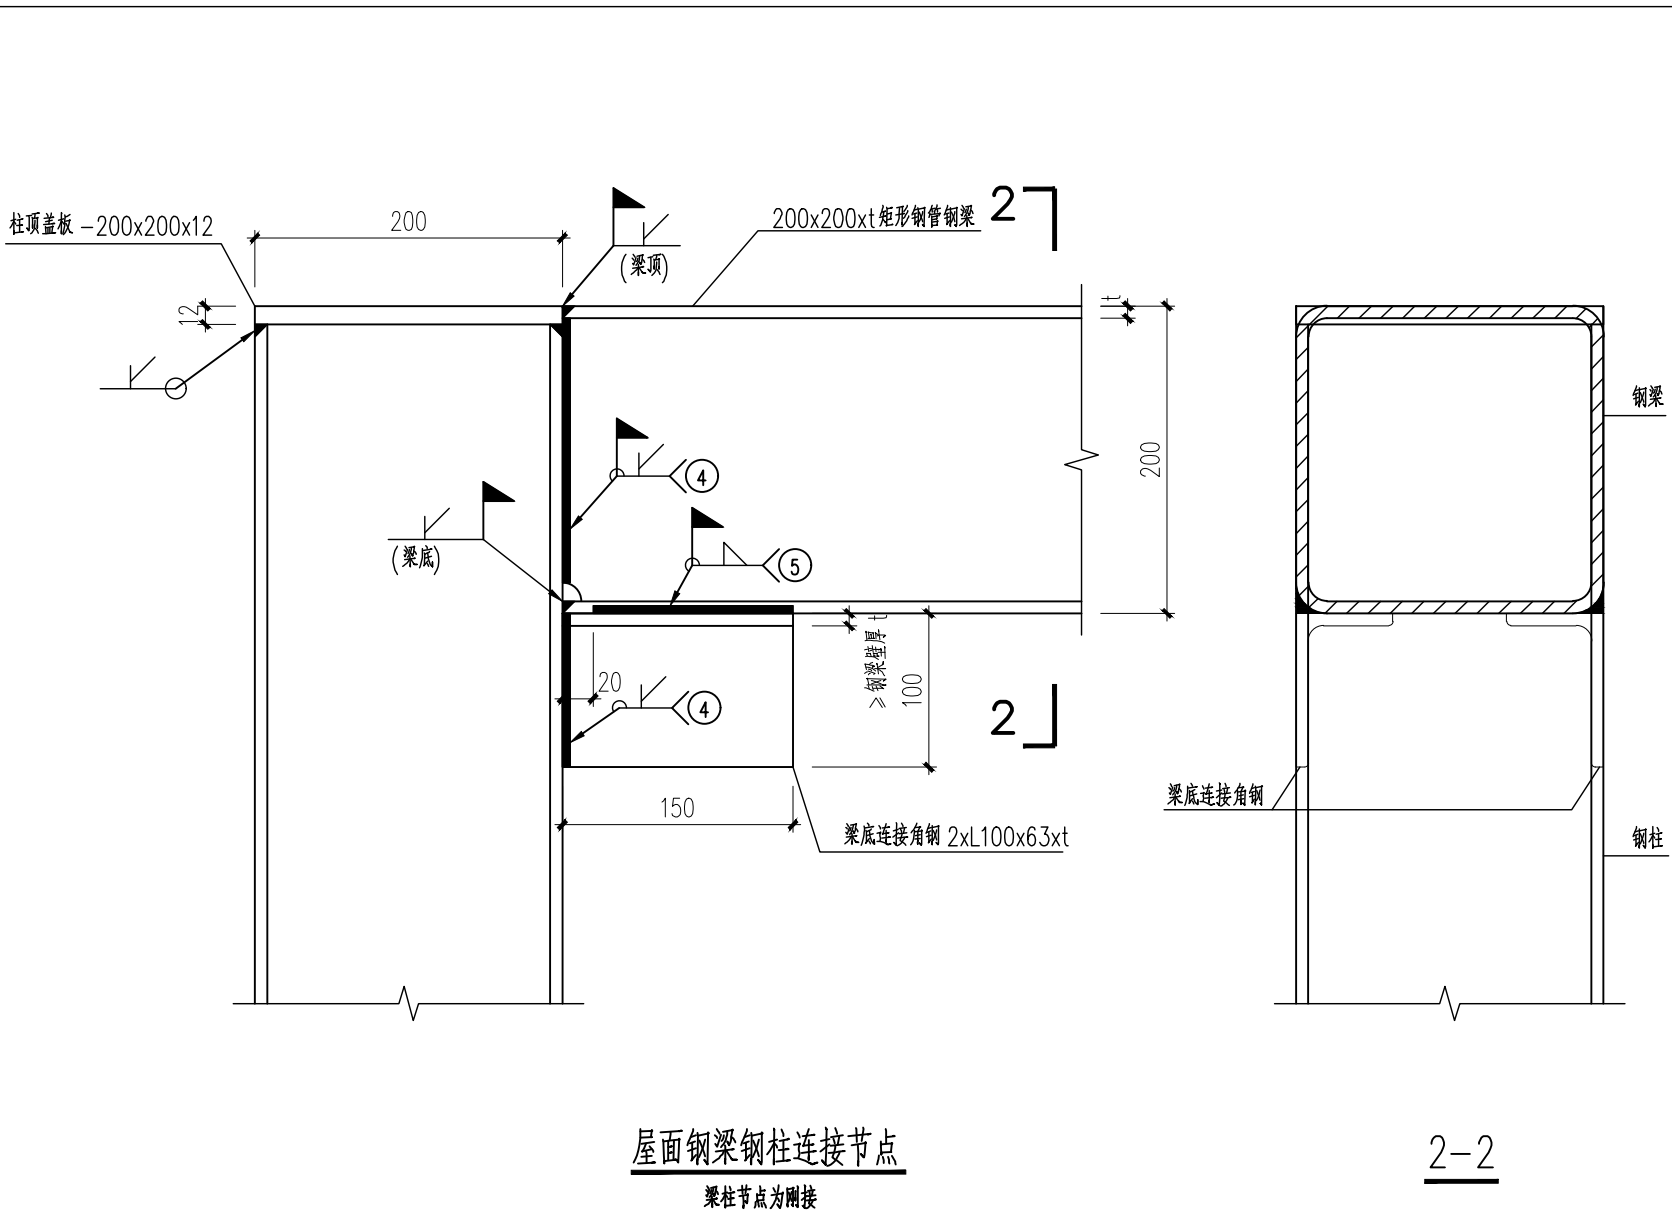 柱顶盖板 -200x200x12
200
(梁顶)
200x200xt 矩形钢管钢梁
2
12
t
钢梁
4
200
(梁底)
5
20
4
≥钢梁壁厚 t
100
2
梁底连接角钢
150
梁底连接角钢 2xL100x63xt
钢柱
屋面钢梁钢柱连接节点
梁柱节点为刚接
2-2